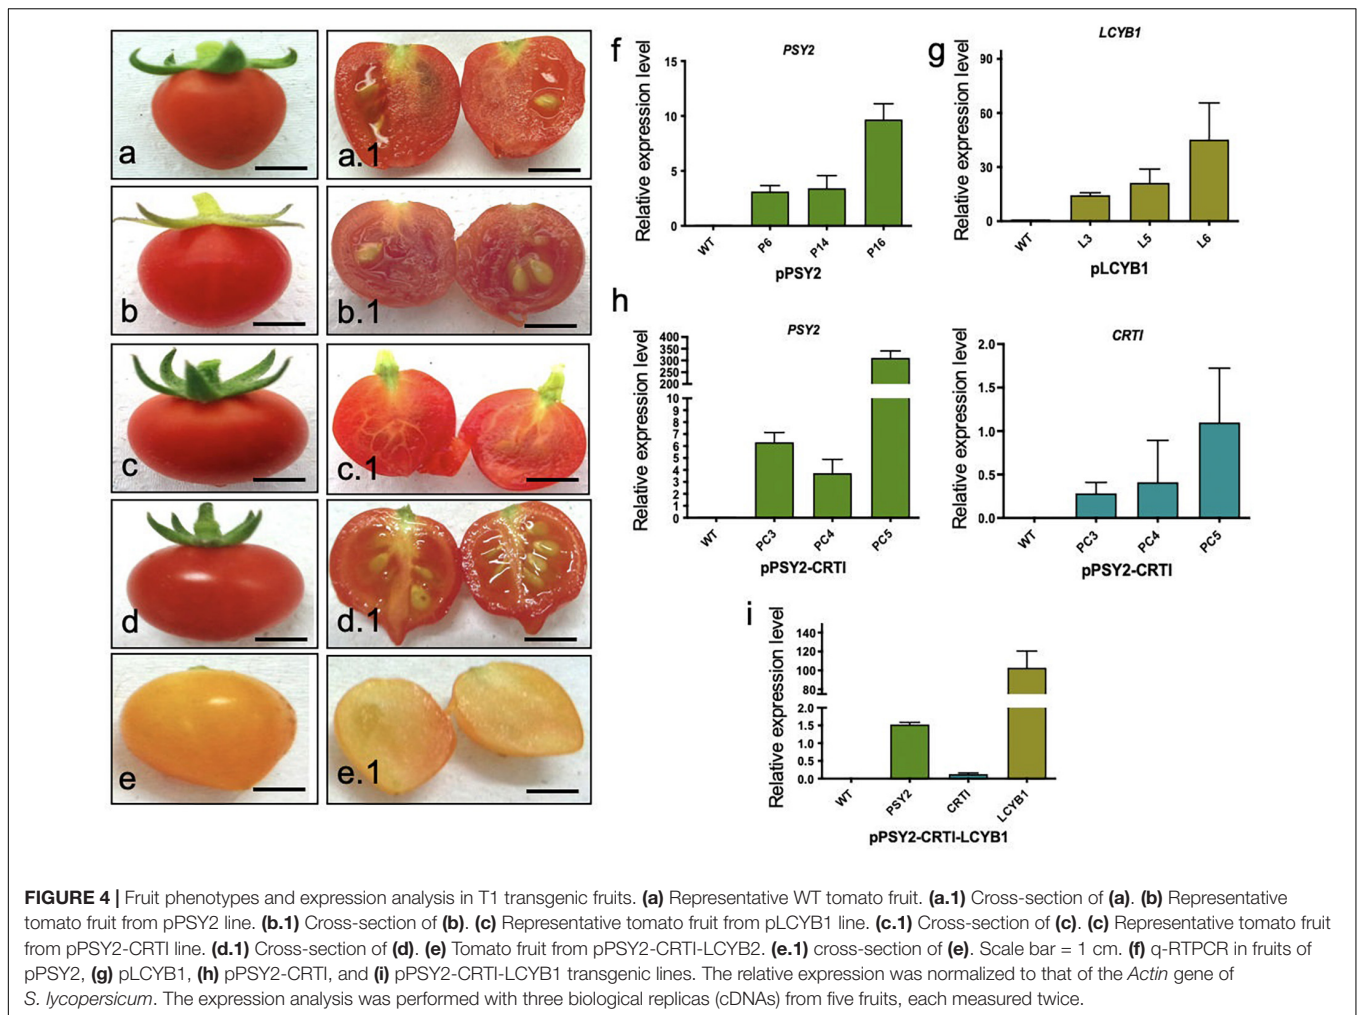 a
a.1
b
b.1
c
c.1
d
d.1
e
e.1
f
PSY2
Relative expression level
15
10
5
0
WT
P6
P14
P16
pPSY2
g
LCYB1
Relative expression level
90
60
30
0
WT
L3
L5
L6
pLCYB1
h
PSY2
Relative expression level
400
350
300
250
200
10
9
8
7
6
5
4
3
2
1
0
WT
PC3
PC4
PC5
pPSY2-CRTI
CRTI
Relative expression level
2.0
1.5
1.0
0.5
0.0
WT
PC3
PC4
PC5
pPSY2-CRTI
i
Relative expression level
140
120
100
80
2.0
1.5
1.0
0.5
0.0
WT
PSY2
CRTI
LCYB1
pPSY2-CRTI-LCYB1
FIGURE 4 | Fruit phenotypes and expression analysis in T1 transgenic fruits. (a) Representative WT tomato fruit. (a.1) Cross-section of (a). (b) Representative
tomato fruit from pPSY2 line. (b.1) Cross-section of (b). (c) Representative tomato fruit from pLCYB1 line. (c.1) Cross-section of (c). (c) Representative tomato fruit
from pPSY2-CRTI line. (d.1) Cross-section of (d). (e) Tomato fruit from pPSY2-CRTI-LCYB2. (e.1) cross-section of (e). Scale bar = 1 cm. (f) q-RTPCR in fruits of
pPSY2, (g) pLCYB1, (h) pPSY2-CRTI, and (i) pPSY2-CRTI-LCYB1 transgenic lines. The relative expression was normalized to that of the Actin gene of
S. lycopersicum. The expression analysis was performed with three biological replicas (cDNAs) from five fruits, each measured twice.